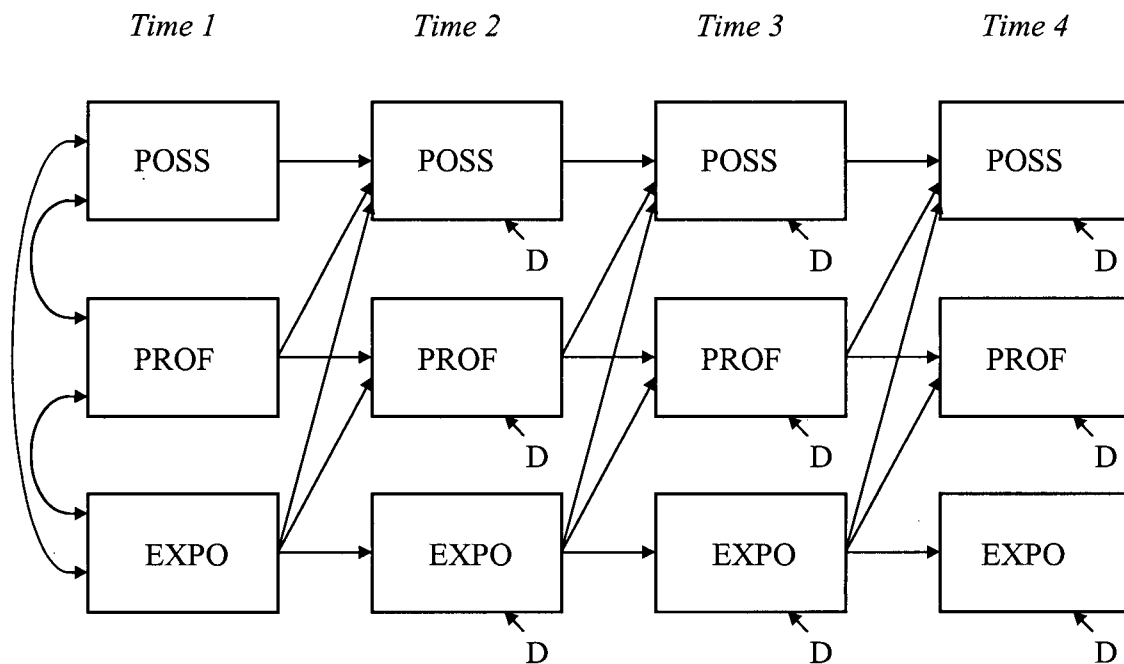 Time 1 Time 2 Time 3 Time 4
POSS POSS POSS POSS
D D D
PROF PROF PROF PROF
D D D
EXPO EXPO EXPO EXPO
D D D